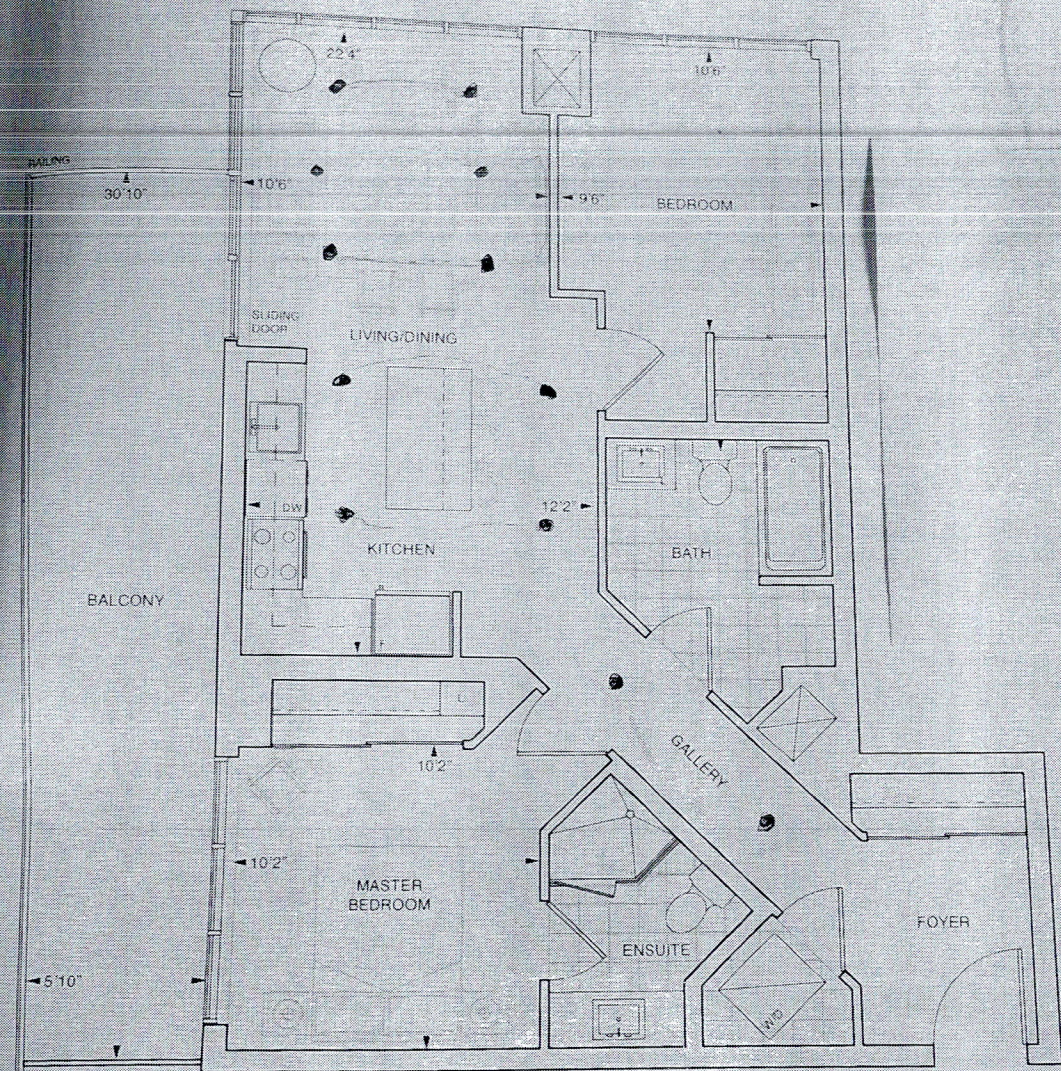 22'4"
10'6"
RAILING
30'10"
10'6"
9'6"
BEDROOM
SLIDING
DOOR
LIVING/DINING
DW
12'2"
KITCHEN
BATH
BALCONY
F
L
GALLERY
10'2"
10'2"
MASTER
BEDROOM
FOYER
ENSUITE
5'10"
W/D